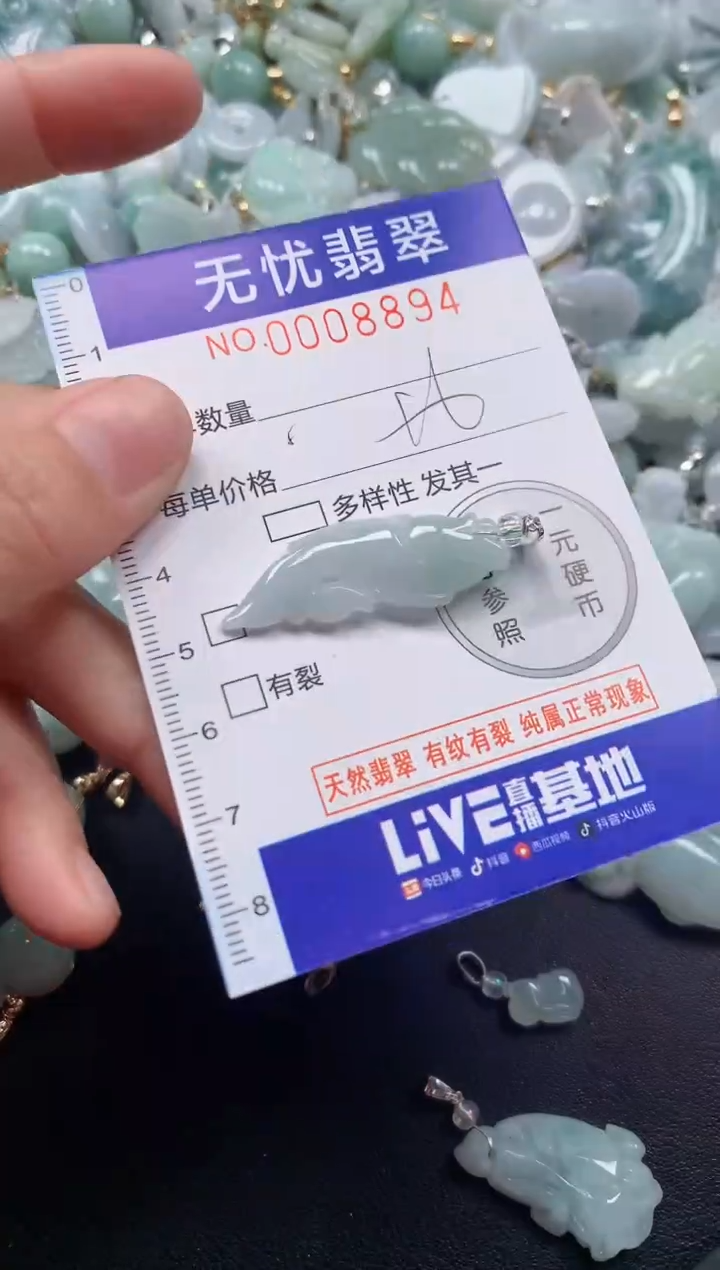 无忧翡翠
NO.0008894
0
1
数量
每单价格
多样性 发其一
4
一元硬币
参照
5
有裂
6
天然翡翠 有纹有裂 纯属正常现象
7
LiVE直播基地
今日头条 抖音 西瓜视频 抖音火山版
8